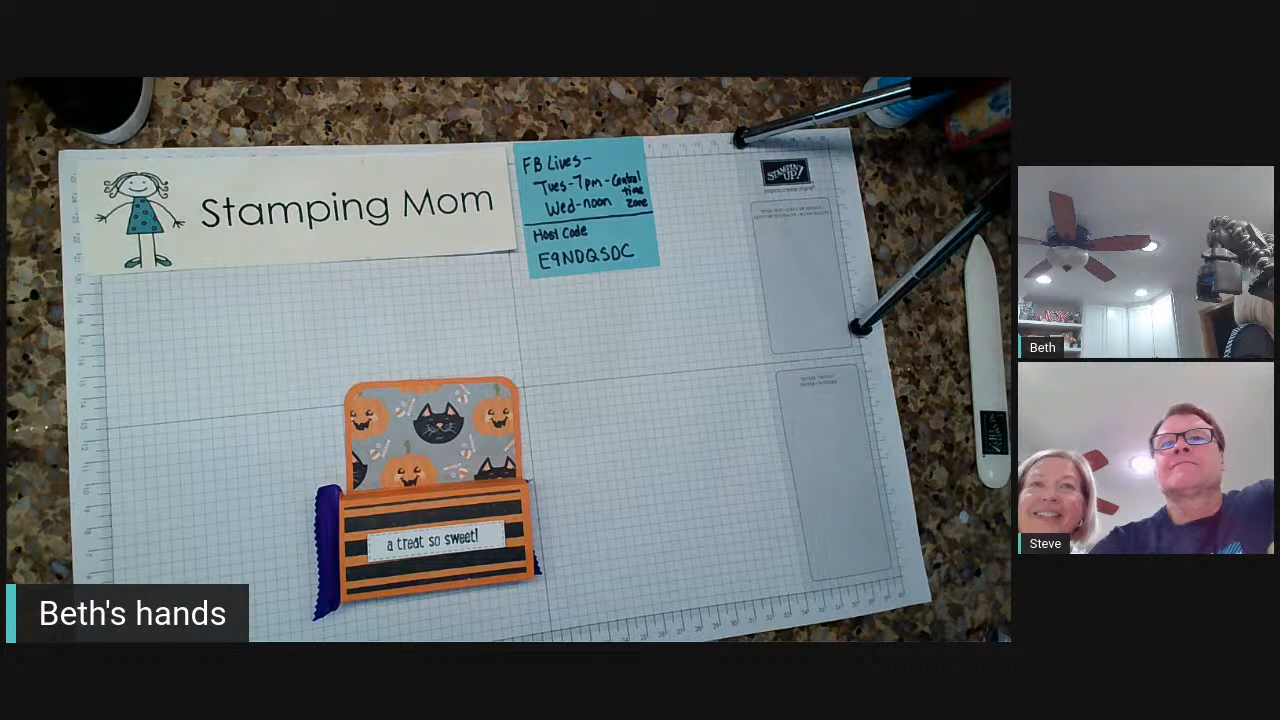 Stamping Mom
FB Lives-
Tues-7pm-Central
time
Wed-noon zone
Host Code
E9NDQSDC
STAMPIN'
UP!
a treat so sweet!
Beth's hands
Beth
Steve